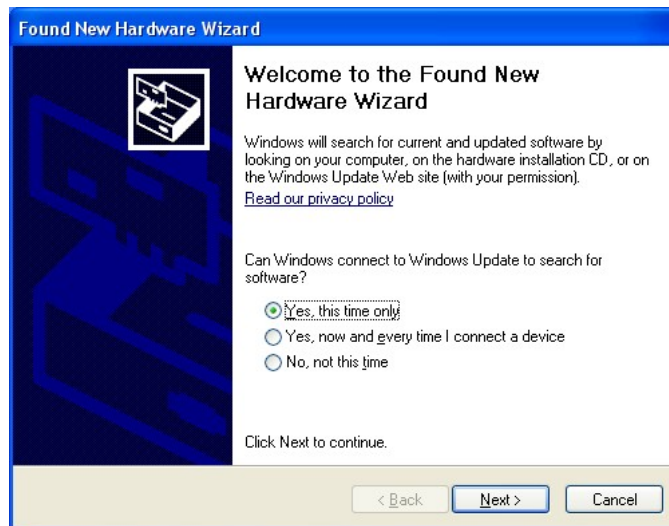 Found New Hardware Wizard
Welcome to the Found New
Hardware Wizard
Windows will search for current and updated software by
looking on your computer, on the hardware installation CD, or on
the Windows Update Web site (with your permission).
Read our privacy policy
Can Windows connect to Windows Update to search for
software?
Yes, this time only
Yes, now and every time I connect a device
No, not this time
Click Next to continue.
< Back
Next >
Cancel